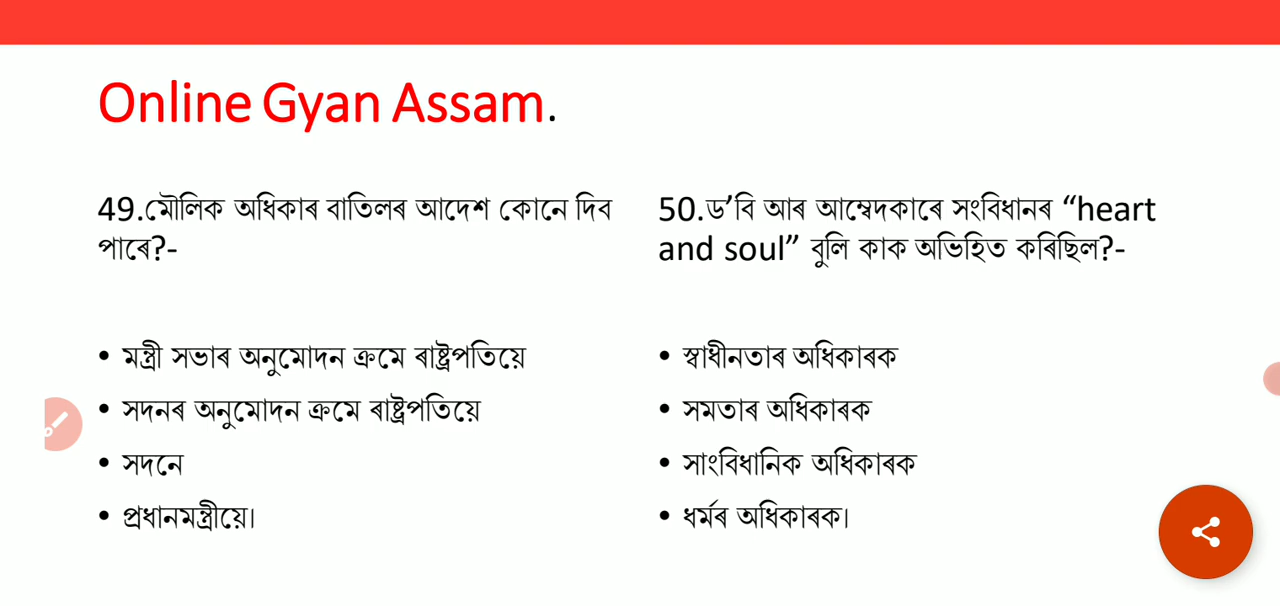 Online Gyan Assam.
49.মৌলিক অধিকাৰ বাতিলৰ আদেশ কোনে দিব
পাৰে?-
• মন্ত্ৰী সভাৰ অনুমোদন ক্ৰমে ৰাষ্ট্ৰপতিয়ে
• সদনৰ অনুমোদন ক্ৰমে ৰাষ্ট্ৰপতিয়ে
• সদনে
• প্ৰধানমন্ত্ৰীয়ে।
50.ড’বি আৰ আম্বেদকাৰে সংবিধানৰ “heart
and soul” বুলি কাক অভিহিত কৰিছিল?-
• স্বাধীনতাৰ অধিকাৰক
• সমতাৰ অধিকাৰক
• সাংবিধানিক অধিকাৰক
• ধৰ্মৰ অধিকাৰক।